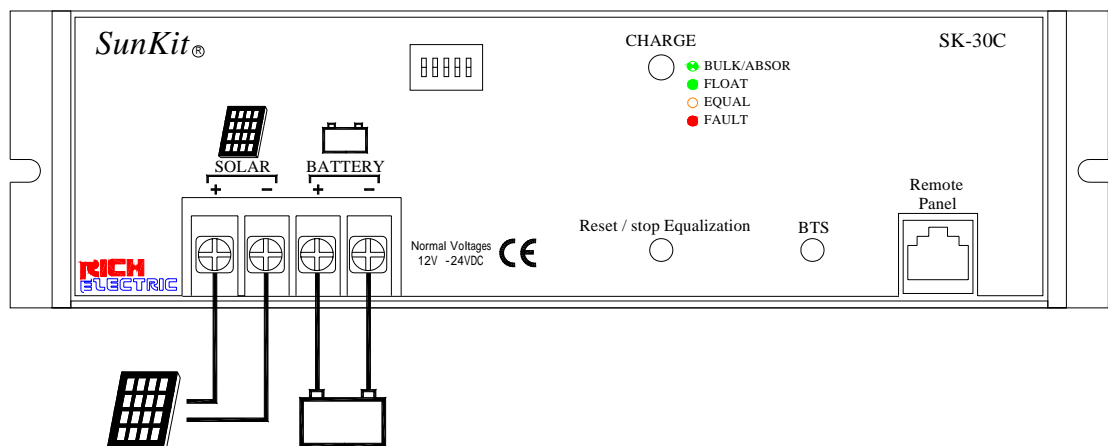 SunKit®
CHARGE
SK-30C
BULK/ABSOR
FLOAT
EQUAL
FAULT
SOLAR
BATTERY
+ − + −
Remote
Panel
Reset / stop Equalization
BTS
Normal Voltages
12V -24VDC
CE
RICH
ELECTRIC